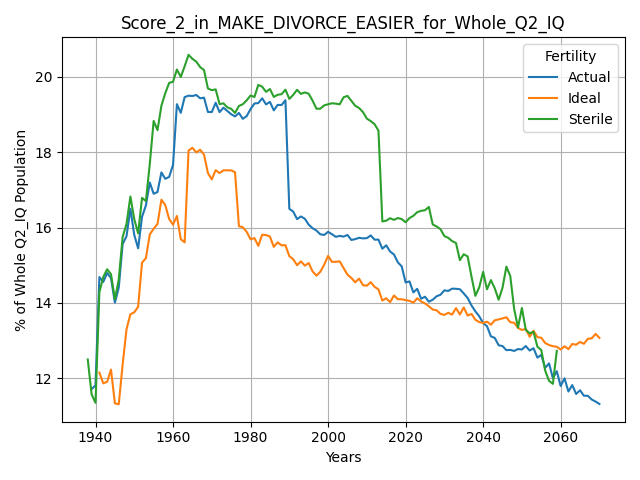 Score_2_in_MAKE_DIVORCE_EASIER_for_Whole_Q2_IQ
Fertility
Actual
Ideal
Sterile
% of Whole Q2_IQ Population
20
18
16
14
12
1940
1960
1980
2000
2020
2040
2060
Years